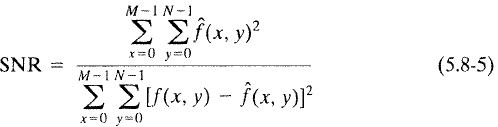 SNR = \frac{\sum_{x=0}^{M-1} \sum_{y=0}^{N-1} \hat{f}(x, y)^2}{\sum_{x=0}^{M-1} \sum_{y=0}^{N-1} [f(x, y) - \hat{f}(x, y)]^2} (5.8-5)